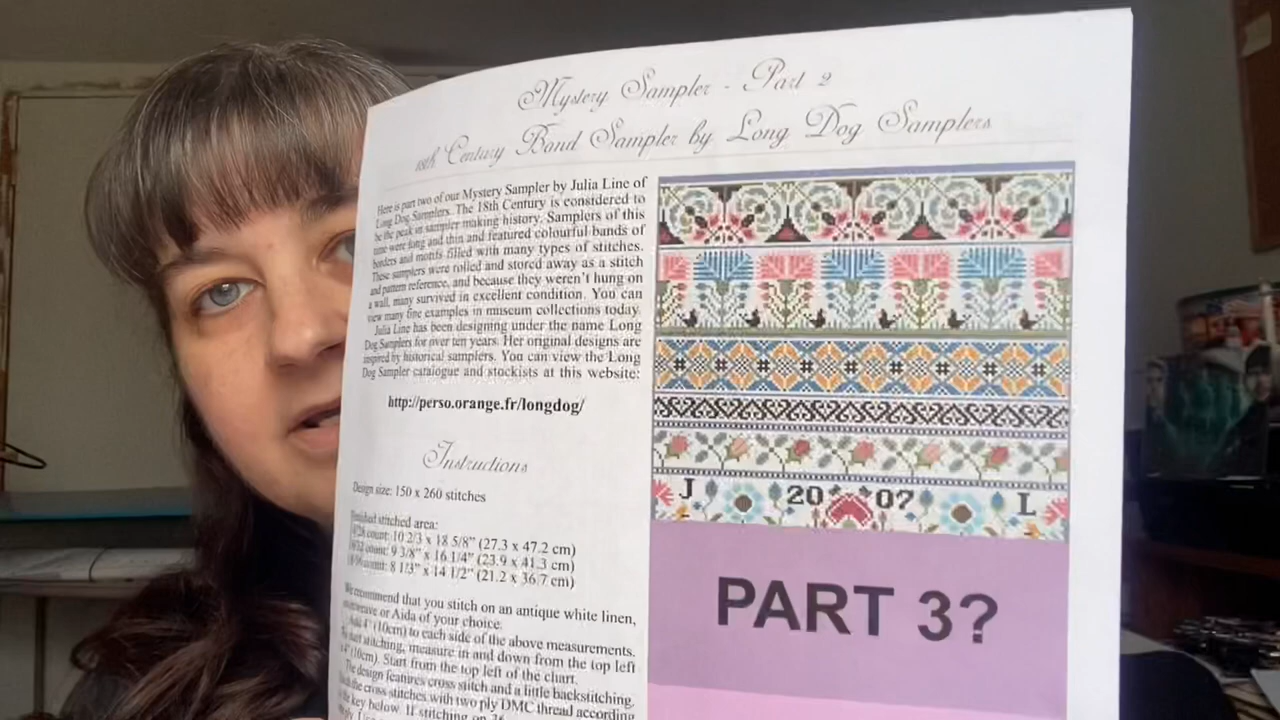 Mystery Sampler - Part 2
18th Century Band Sampler by Long Dog Samplers
Here is part two of our Mystery Sampler by Julia Line of
Long Dog Samplers. The 18th Century is considered to
be the peak in sampler making history. Samplers of this
time were long and thin and featured colourful bands of
borders and motifs filled with many types of stitches.
These samplers were rolled and stored away as a stitch
and pattern reference, and because they weren't hung on
a wall, many survived in excellent condition. You can
view many fine examples in museum collections today.
Julia Line has been designing under the name Long
Dog Samplers for over ten years. Her original designs are
inspired by historical samplers. You can view the Long
Dog Sampler catalogue and stockists at this website:
http://perso.orange.fr/longdog/
Instructions
Design size: 150 x 260 stitches
Finished stitched area:
count: 10 2/3 x 18 5/8" (27.3 x 47.2 cm)
count: 9 3/8" x 16 1/4" (23.9 x 41.3 cm)
count: 8 1/3" x 14 1/2" (21.2 x 36.7 cm)
We recommend that you stitch on an antique white linen,
or Aida of your choice.
Add 4" (10cm) to each side of the above measurements.
stitching, measure in and down from the top left
4" (10cm). Start from the top left of the chart.
The design features cross stitch and a little backstitching.
the cross stitches with two ply DMC thread according
key below. If stitching on 36
J 20 07 L
PART 3?